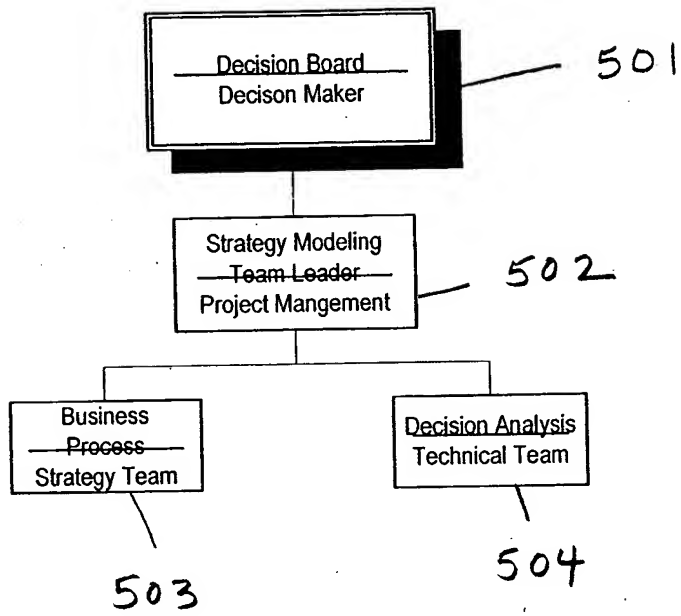 Decision Board
Decison Maker
501
Strategy Modeling
Team Leader
Project Mangement
502
Business
Process
Strategy Team
503
Decision Analysis
Technical Team
504